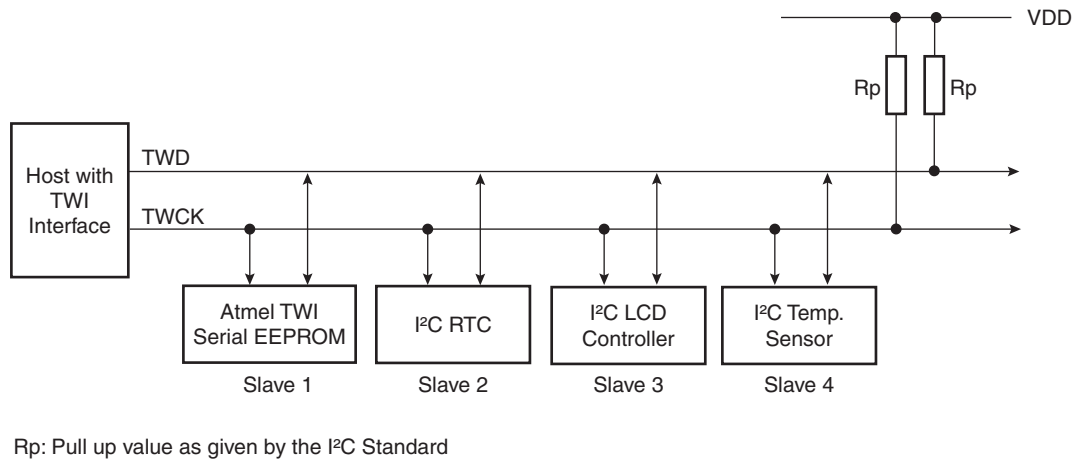 VDD
Rp
Rp
Host with
TWI
Interface
TWD
TWCK
Atmel TWI
Serial EEPROM
I²C RTC
I²C LCD
Controller
I²C Temp.
Sensor
Slave 1
Slave 2
Slave 3
Slave 4
Rp: Pull up value as given by the I²C Standard